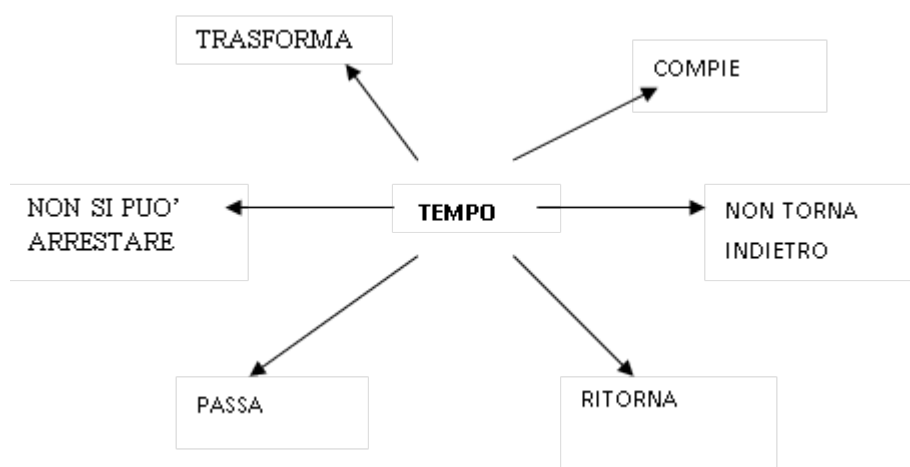 TRASFORMA
COMPIE
NON SI PUO’
ARRESTARE
TEMPO
NON TORNA
INDIETRO
PASSA
RITORNA